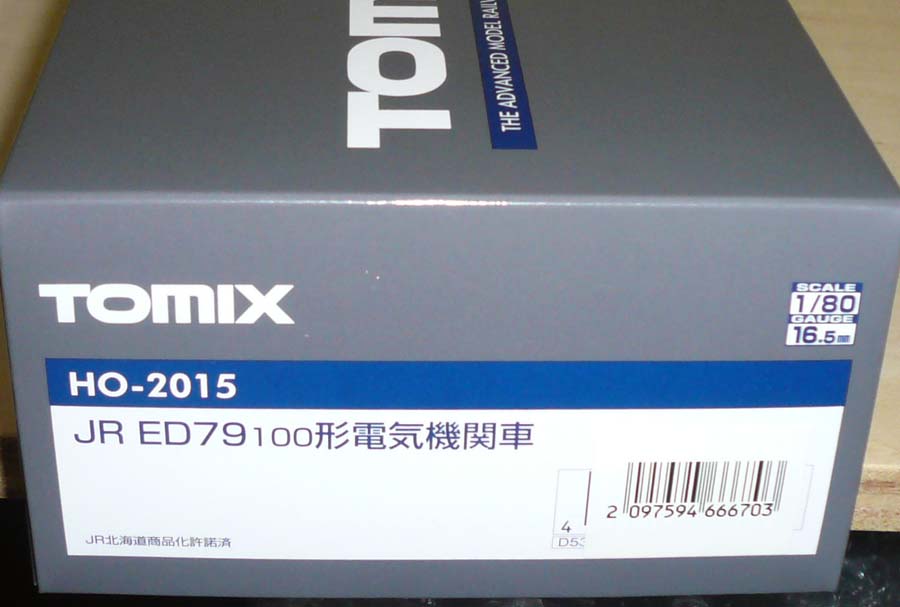 TOM
THE ADVANCED MODEL
TOMIX
SCALE
1/80
GAUGE
16.5mm
HO-2015
JR ED79100形電気機関車
4
D53
2 097594 666703
JR北海道商品化許諾済